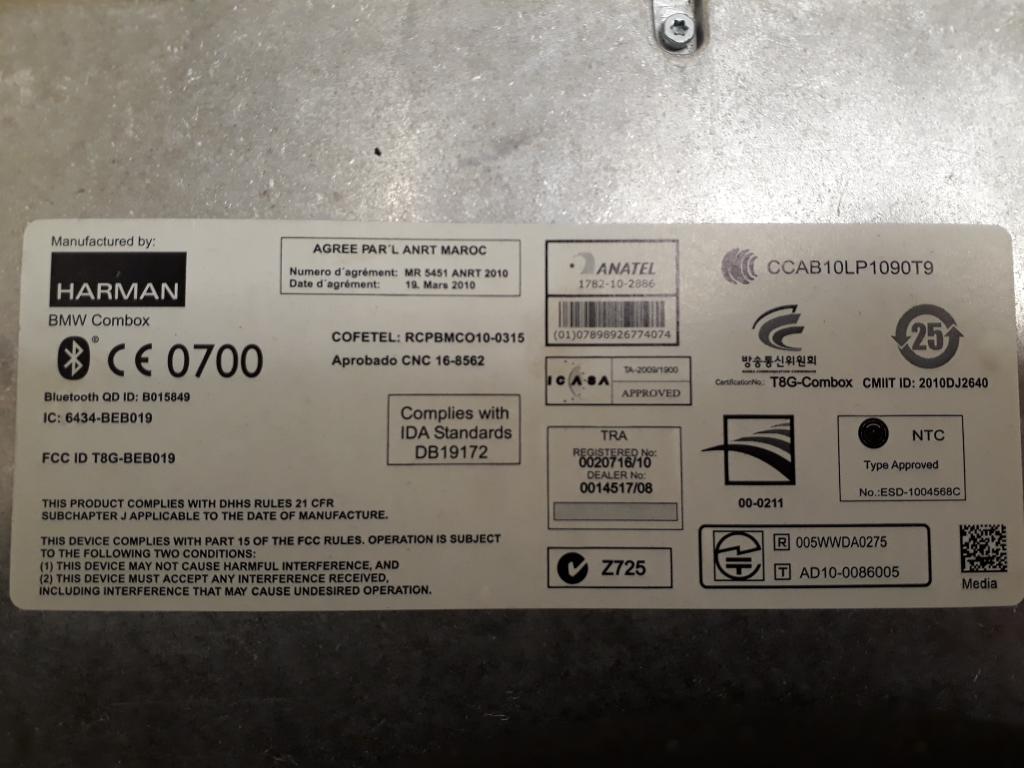 Manufactured by:
HARMAN
BMW Combox
CE 0700
Bluetooth QD ID: B015849
IC: 6434-BEB019
FCC ID T8G-BEB019
THIS PRODUCT COMPLIES WITH DHHS RULES 21 CFR
SUBCHAPTER J APPLICABLE TO THE DATE OF MANUFACTURE.
THIS DEVICE COMPLIES WITH PART 15 OF THE FCC RULES. OPERATION IS SUBJECT
TO THE FOLLOWING TWO CONDITIONS:
(1) THIS DEVICE MAY NOT CAUSE HARMFUL INTERFERENCE, AND
(2) THIS DEVICE MUST ACCEPT ANY INTERFERENCE RECEIVED,
INCLUDING INTERFERENCE THAT MAY CAUSE UNDESIRED OPERATION.
AGREE PAR´L ANRT MAROC
Numero d´agrément: MR 5451 ANRT 2010
Date d´agrément: 19. Mars 2010
COFETEL: RCPBMCO10-0315
Aprobado CNC 16-8562
Complies with
IDA Standards
DB19172
ANATEL
1782-10-2886
(01)07898926774074
ICASA
TA-2009/1900
APPROVED
TRA
REGISTERED No:
0020716/10
DEALER No:
0014517/08
Z725
CCAB10LP1090T9
방송통신위원회
KOREA COMMUNICATIONS COMMISSION
CertificationNo.: T8G-Combox
25
CMIIT ID: 2010DJ2640
00-0211
NTC
Type Approved
No.:ESD-1004568C
R 005WWDA0275
T AD10-0086005
Media